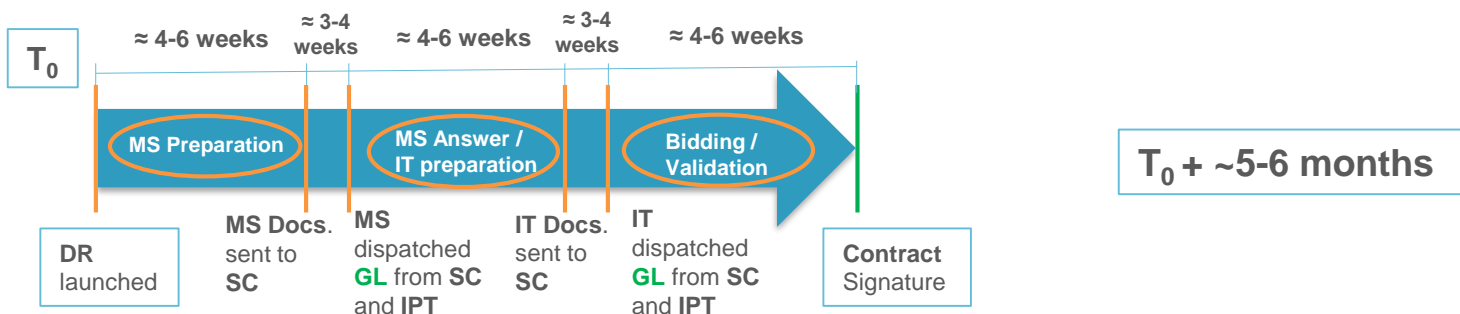 ≈ 4-6 weeks
≈ 3-4
weeks
≈ 4-6 weeks
≈ 3-4
weeks
≈ 4-6 weeks
T0
MS Preparation
MS Answer /
IT preparation
Bidding /
Validation
T0 + ~5-6 months
DR
launched
MS Docs.
sent to
SC
MS
dispatched
GL from SC
and IPT
IT Docs.
sent to
SC
IT
dispatched
GL from SC
and IPT
Contract
Signature